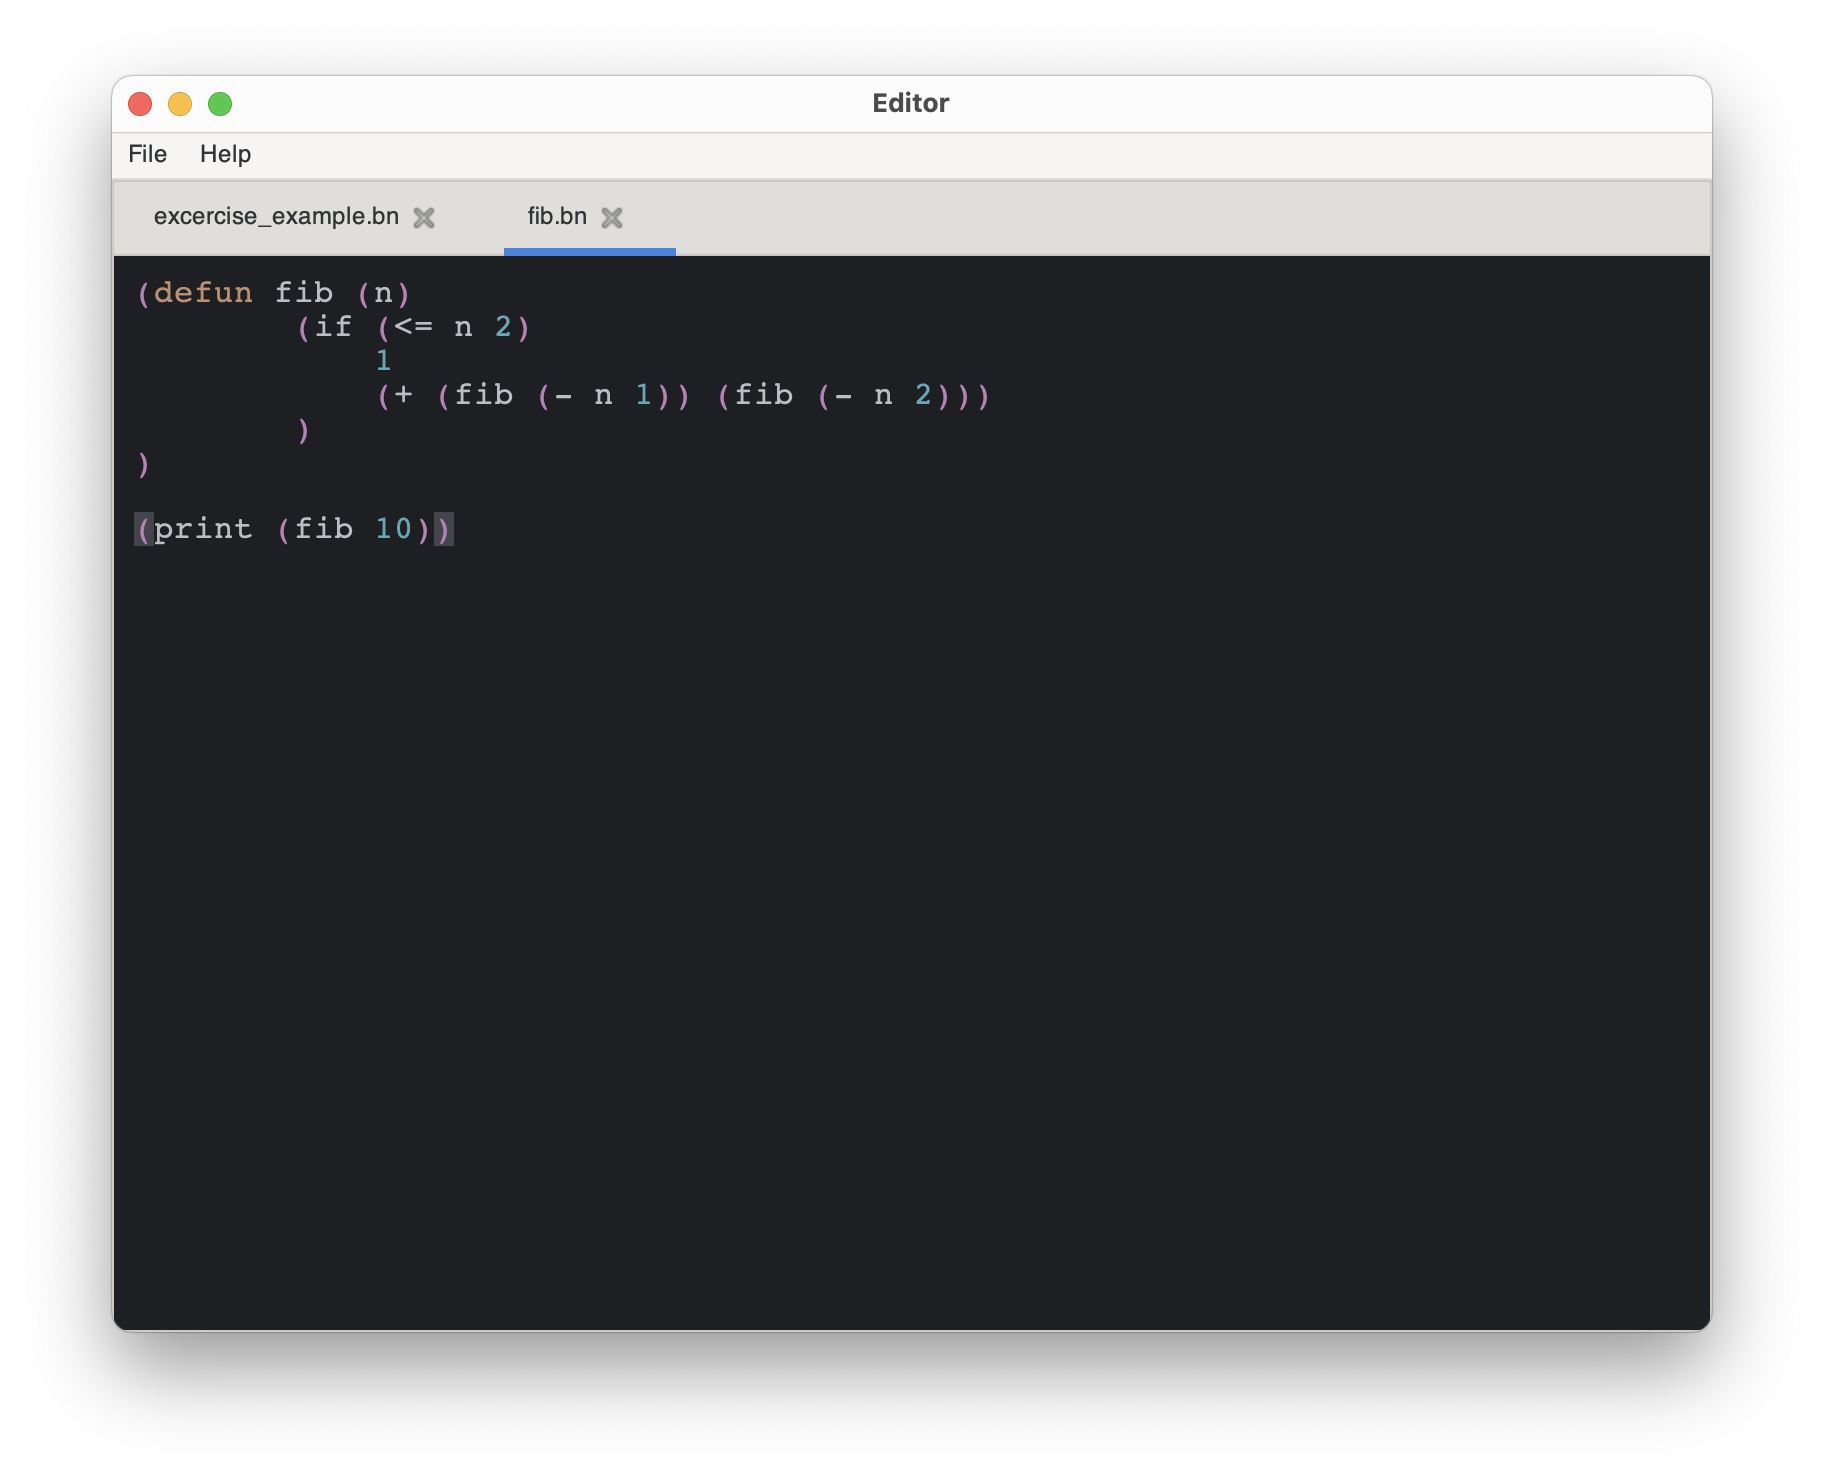 Editor
File Help
excercise_example.bn fib.bn
(defun fib (n)
        (if (<= n 2)
            1
            (+ (fib (- n 1)) (fib (- n 2)))
        )
)

(print (fib 10))